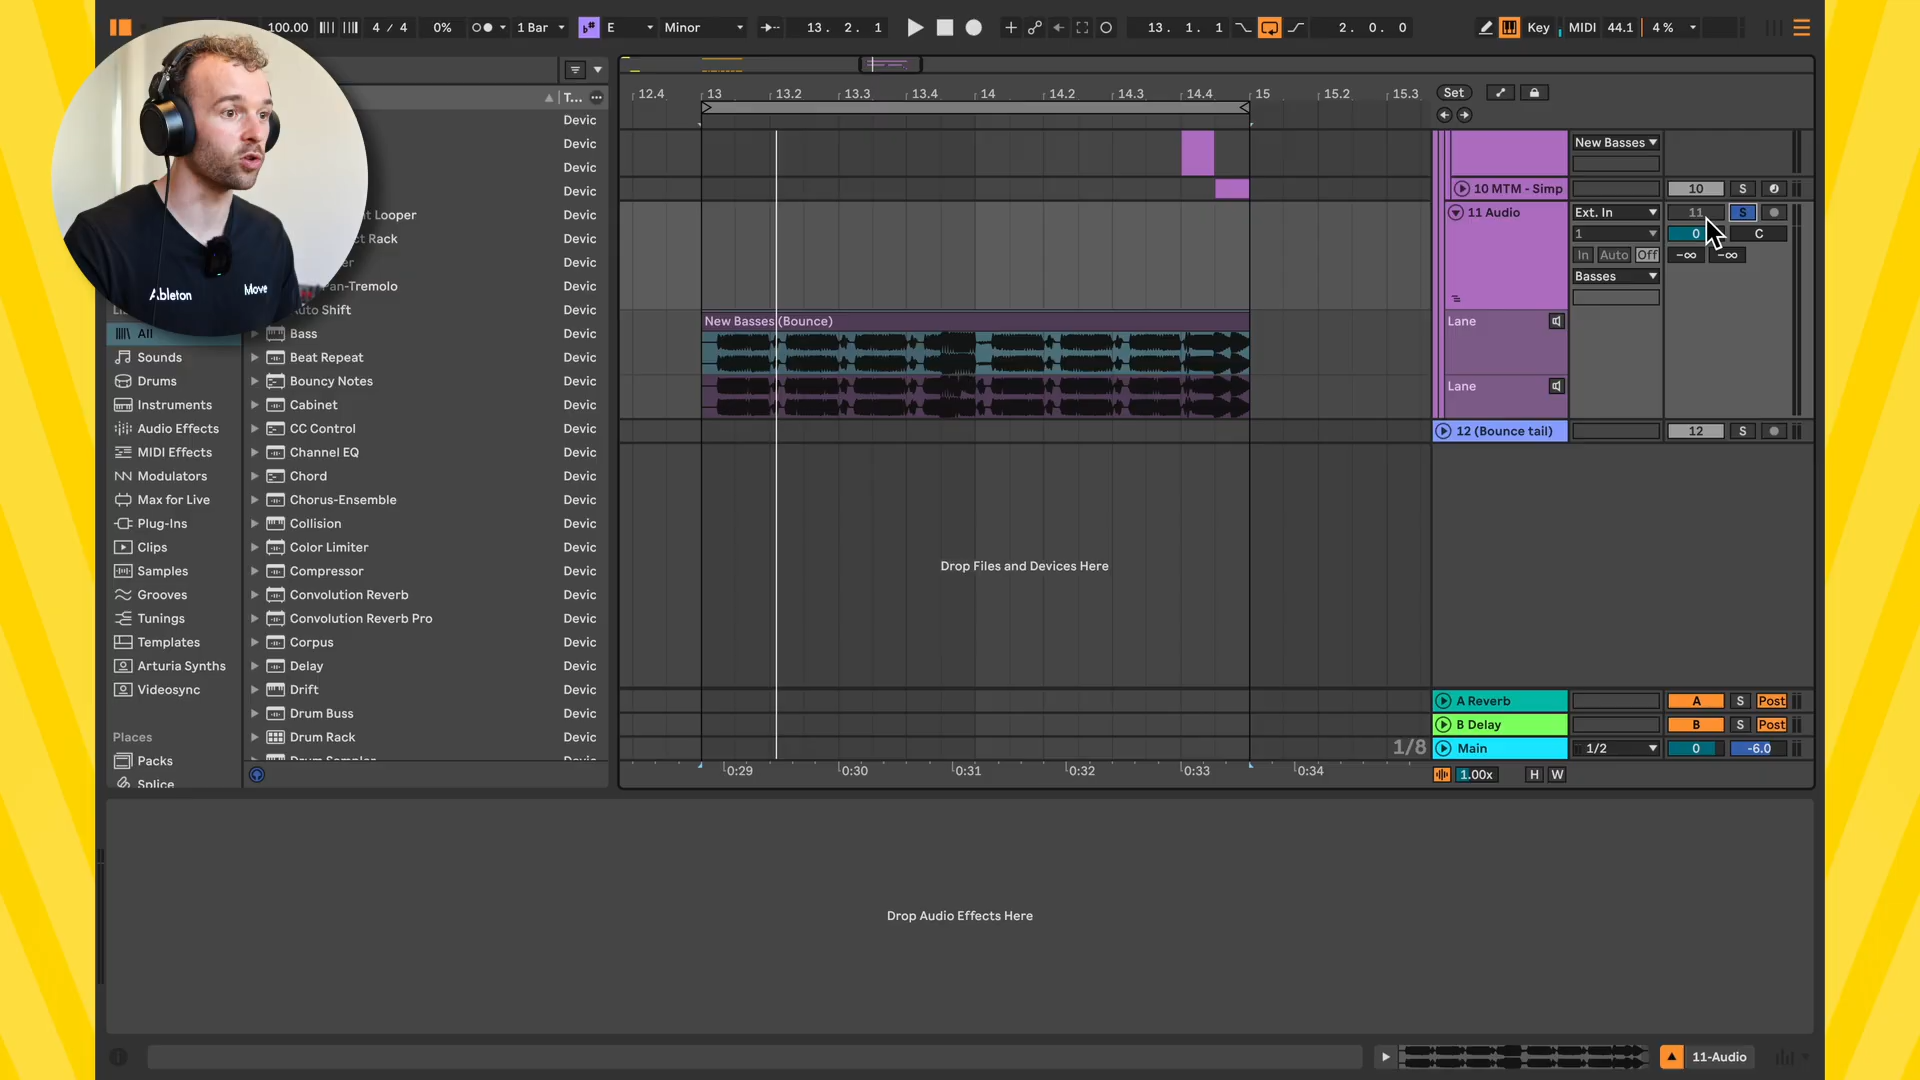 100.00 4 / 4 0% 1 Bar E Minor 13. 2. 1 13. 1. 1 2. 0. 0 Key MIDI 44.1 4 %
12.4 13 13.2 13.3 13.4 14 14.2 14.3 14.4 15 15.2 15.3 Set
T...
Devic
Devic
Devic
Devic
t Looper Devic
ct Rack Devic
Devic
Pan-Tremolo Devic
Auto Shift Devic
Ableton Move
All
Bass Devic
Sounds
Beat Repeat Devic
Drums
Bouncy Notes Devic
Instruments
Cabinet Devic
Audio Effects
CC Control Devic
MIDI Effects
Channel EQ Devic
Modulators
Chord Devic
Max for Live
Chorus-Ensemble Devic
Plug-Ins
Collision Devic
Clips
Color Limiter Devic
Samples
Compressor Devic
Grooves
Convolution Reverb Devic
Tunings
Convolution Reverb Pro Devic
Templates
Corpus Devic
Arturia Synths
Delay Devic
Videosync
Drift Devic
Drum Buss Devic
Places
Drum Rack Devic
Packs
Drum Sampler
Splice
New Basses
10 MTM - Simp 10 S
11 Audio Ext. In 11 S
1 0 C
In Auto Off -∞ -∞
Basses
New Basses (Bounce)
Lane
Lane
12 (Bounce tail) 12 S
Drop Files and Devices Here
A Reverb A S Post
B Delay B S Post
1/8
Main 1/2 0 -6.0
0:29 0:30 0:31 0:32 0:33 0:34
1.00x H W
Drop Audio Effects Here
11-Audio